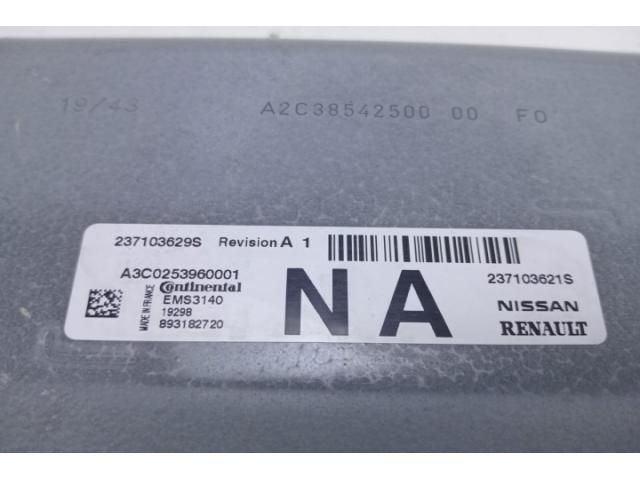 19/43 A2C38542500 00 F0
237103629S Revision A 1
A3C0253960001 237103621S
Continental
MADE IN FRANCE
EMS3140
19298
893182720
NA
NISSAN
RENAULT